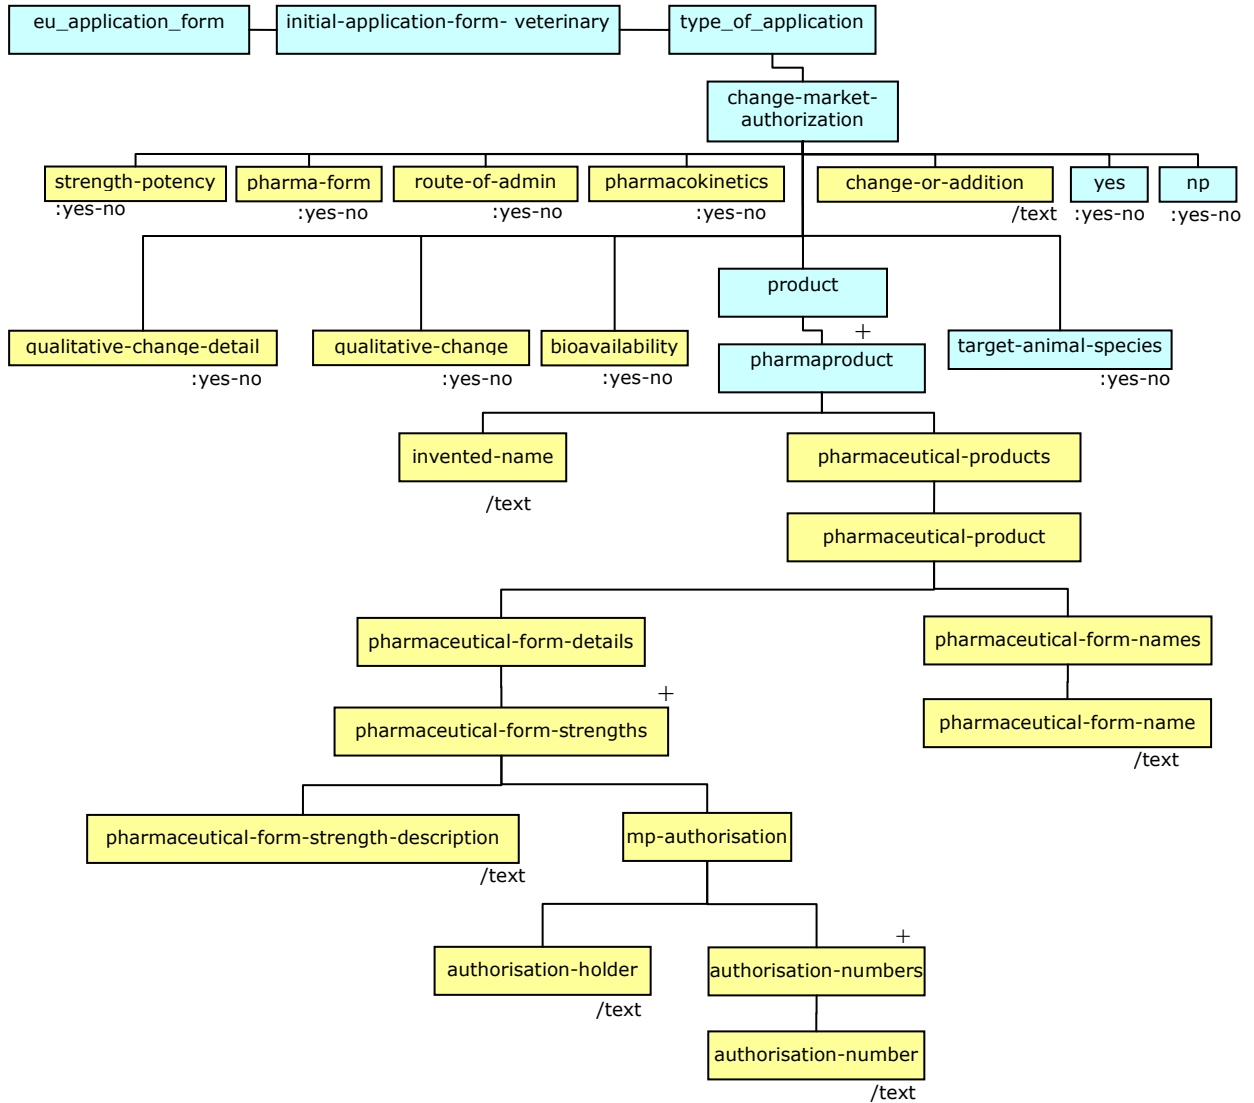 eu_application_form
initial-application-form- veterinary
type_of_application
change-market-
authorization
strength-potency
:yes-no
pharma-form
:yes-no
route-of-admin
:yes-no
pharmacokinetics
:yes-no
change-or-addition
/text
yes
:yes-no
np
:yes-no
product
qualitative-change-detail
:yes-no
qualitative-change
:yes-no
bioavailability
:yes-no
+
pharmaproduct
target-animal-species
:yes-no
invented-name
/text
pharmaceutical-products
pharmaceutical-product
pharmaceutical-form-details
pharmaceutical-form-names
+
pharmaceutical-form-strengths
pharmaceutical-form-name
/text
pharmaceutical-form-strength-description
/text
mp-authorisation
authorisation-holder
/text
+
authorisation-numbers
authorisation-number
/text